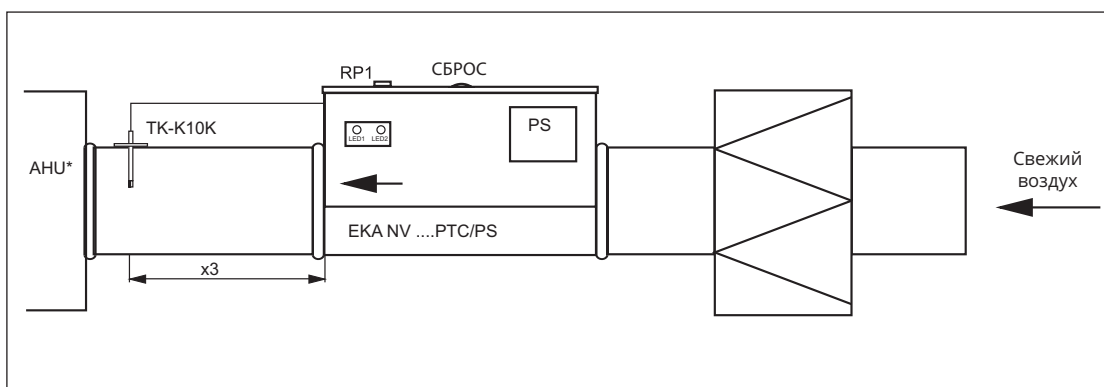 RP1
СБРОС
TK-K10K
LED1 LED2
PS
AHU*
Свежий
воздух
EKA NV ....PTC/PS
x3